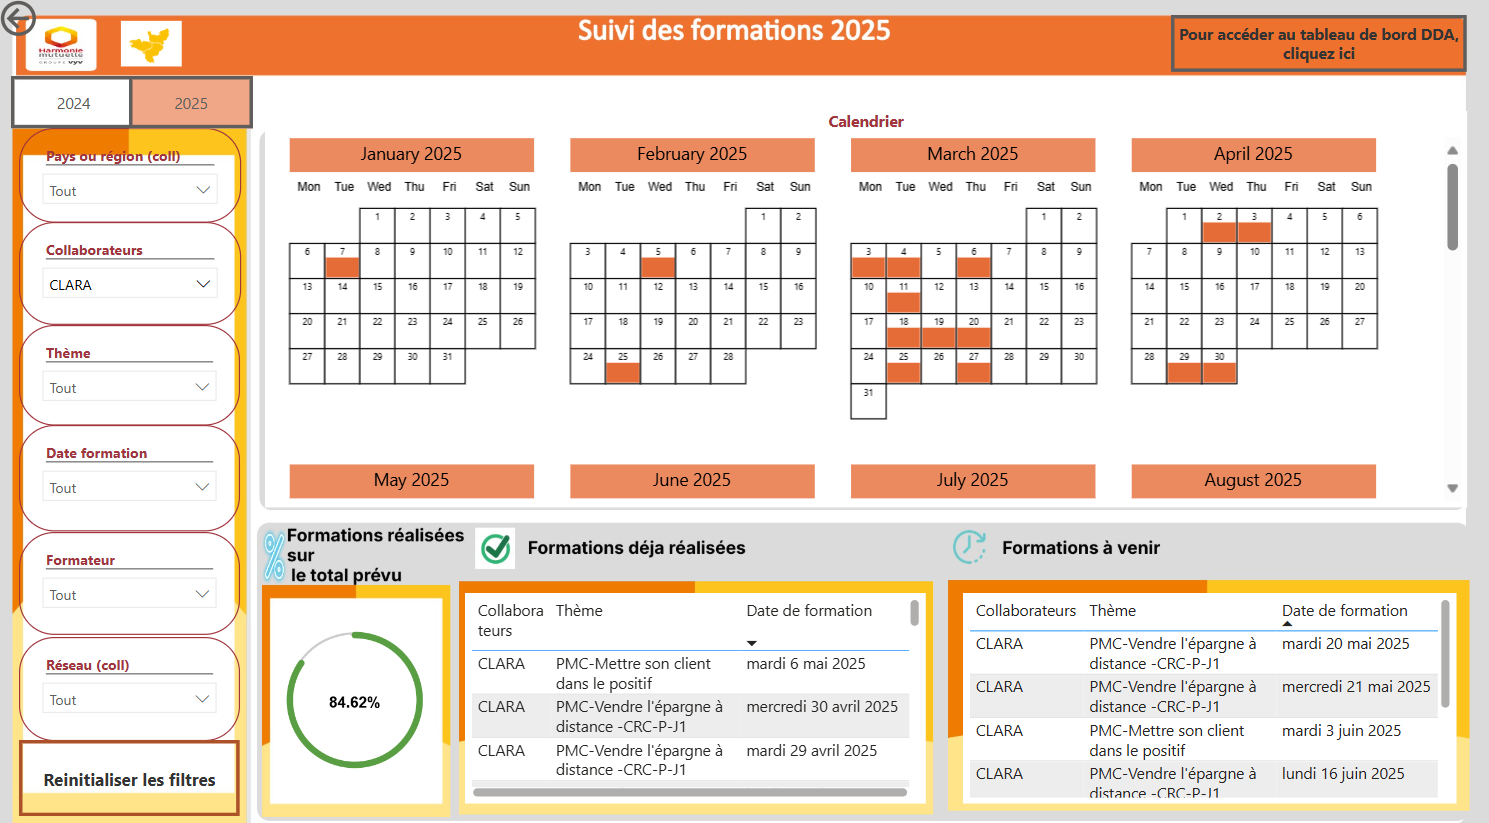 Suivi des formations 2025
Harmonie
mutuelle
GROUPE vyv
Pour accéder au tableau de bord DDA,
cliquez ici
2024 2025
Pays ou région (coll)
Tout
Collaborateurs
CLARA
Thème
Tout
Date formation
Tout
Formateur
Tout
Réseau (coll)
Tout
Reinitialiser les filtres
Calendrier
January 2025
Mon Tue Wed Thu Fri Sat Sun
1 2 3 4 5
6 7 8 9 10 11 12
13 14 15 16 17 18 19
20 21 22 23 24 25 26
27 28 29 30 31
February 2025
Mon Tue Wed Thu Fri Sat Sun
1 2
3 4 5 6 7 8 9
10 11 12 13 14 15 16
17 18 19 20 21 22 23
24 25 26 27 28
March 2025
Mon Tue Wed Thu Fri Sat Sun
1 2
3 4 5 6 7 8 9
10 11 12 13 14 15 16
17 18 19 20 21 22 23
24 25 26 27 28 29 30
31
April 2025
Mon Tue Wed Thu Fri Sat Sun
1 2 3 4 5 6
7 8 9 10 11 12 13
14 15 16 17 18 19 20
21 22 23 24 25 26 27
28 29 30
May 2025
June 2025
July 2025
August 2025
Formations réalisées
sur
le total prévu
84.62%
Formations déja réalisées
Collabora Thème Date de formation
teurs
CLARA PMC-Mettre son client mardi 6 mai 2025
dans le positif
CLARA PMC-Vendre l'épargne à mercredi 30 avril 2025
distance -CRC-P-J1
CLARA PMC-Vendre l'épargne à mardi 29 avril 2025
distance -CRC-P-J1
Formations à venir
Collaborateurs Thème Date de formation
CLARA PMC-Vendre l'épargne à mardi 20 mai 2025
distance -CRC-P-J1
CLARA PMC-Vendre l'épargne à mercredi 21 mai 2025
distance -CRC-P-J1
CLARA PMC-Mettre son client mardi 3 juin 2025
dans le positif
CLARA PMC-Vendre l'épargne à lundi 16 juin 2025
distance -CRC-P-J1